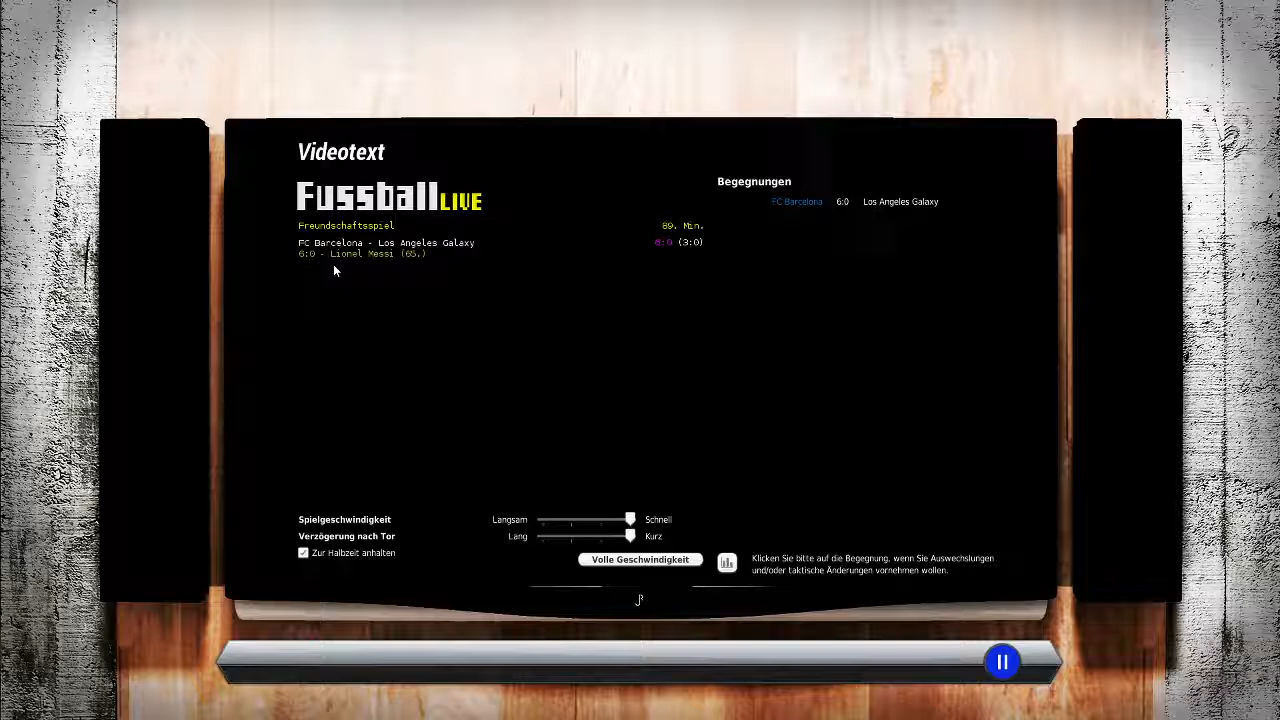 Videotext
Fussball LIVE
Freundschaftsspiel 89. Min.
FC Barcelona - Los Angeles Galaxy 6:0 (3:0)
6:0 - Lionel Messi (65.)
Begegnungen
FC Barcelona 6:0 Los Angeles Galaxy
Spielgeschwindigkeit Langsam Schnell
Verzögerung nach Tor Lang Kurz
Zur Halbzeit anhalten
Volle Geschwindigkeit
Klicken Sie bitte auf die Begegnung, wenn Sie Auswechslungen
und/oder taktische Änderungen vornehmen wollen.